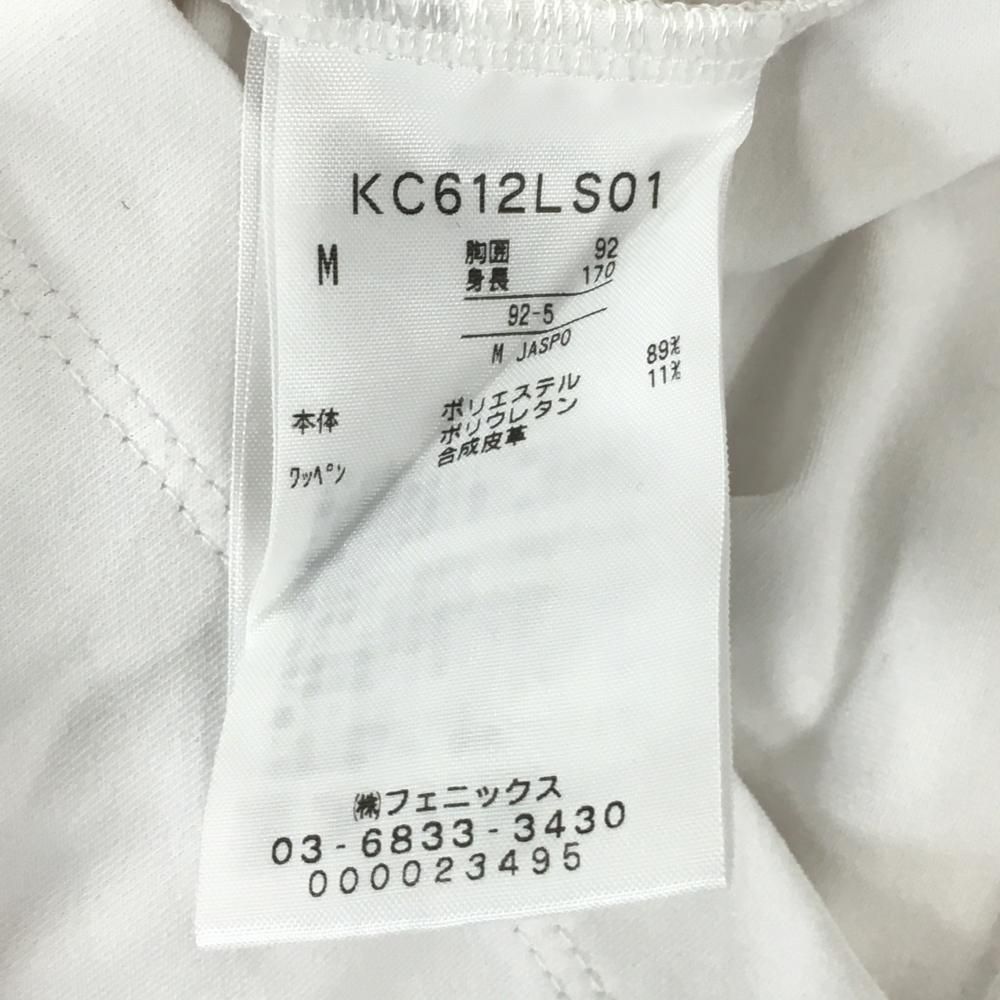 KC612LS01
M 胸囲 92
身長 170
92-5
M JASPO
本体 ポリエステル 89%
ポリウレタン 11%
ワッペン 合成皮革
㈱フェニックス
03-6833-3430
000023495